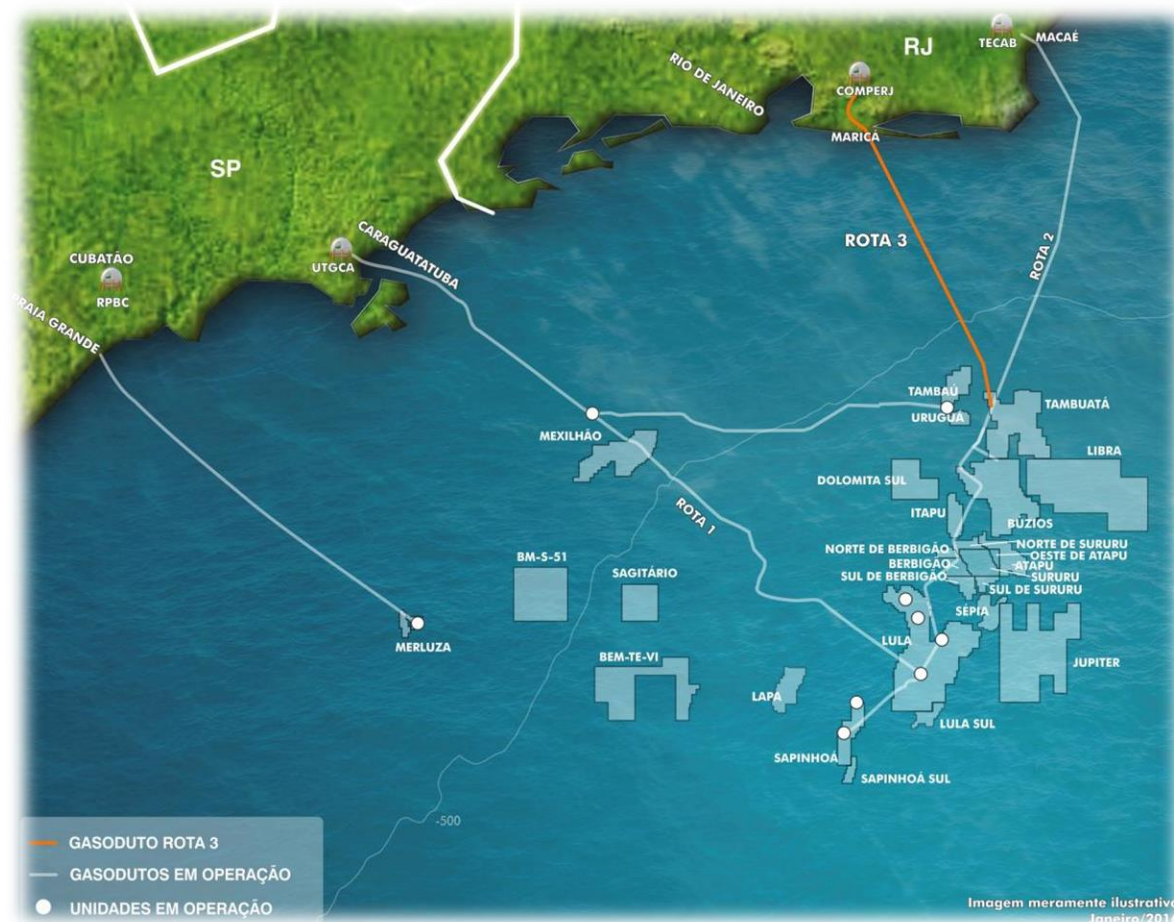 RJ
TECAB
MACAÉ
RIO DE JANEIRO
COMPERJ
MARICÁ
SP
CUBATÃO
RPBC
UTGCA
CARAGUATATUBA
PRAIA GRANDE
ROTA 3
ROTA 2
TAMBAÚ
URUGUÁ
TAMBUATÁ
MEXILHÃO
LIBRA
DOLOMITA SUL
ROTA 1
ITAPU
BÚZIOS
NORTE DE BERBIGÃO
BERBIGÃO
SUL DE BERBIGÃO
NORTE DE SURURU
OESTE DE ATAPU
ATAPU
SURURU
SUL DE SURURU
BM-S-51
SAGITÁRIO
SÉPIA
LULA
MERLUZA
BEM-TE-VI
LAPA
JUPITER
LULA SUL
SAPINHOÁ
SAPINHOÁ SUL
-500
GASODUTO ROTA 3
GASODUTOS EM OPERAÇÃO
UNIDADES EM OPERAÇÃO
Imagem meramente ilustrativa